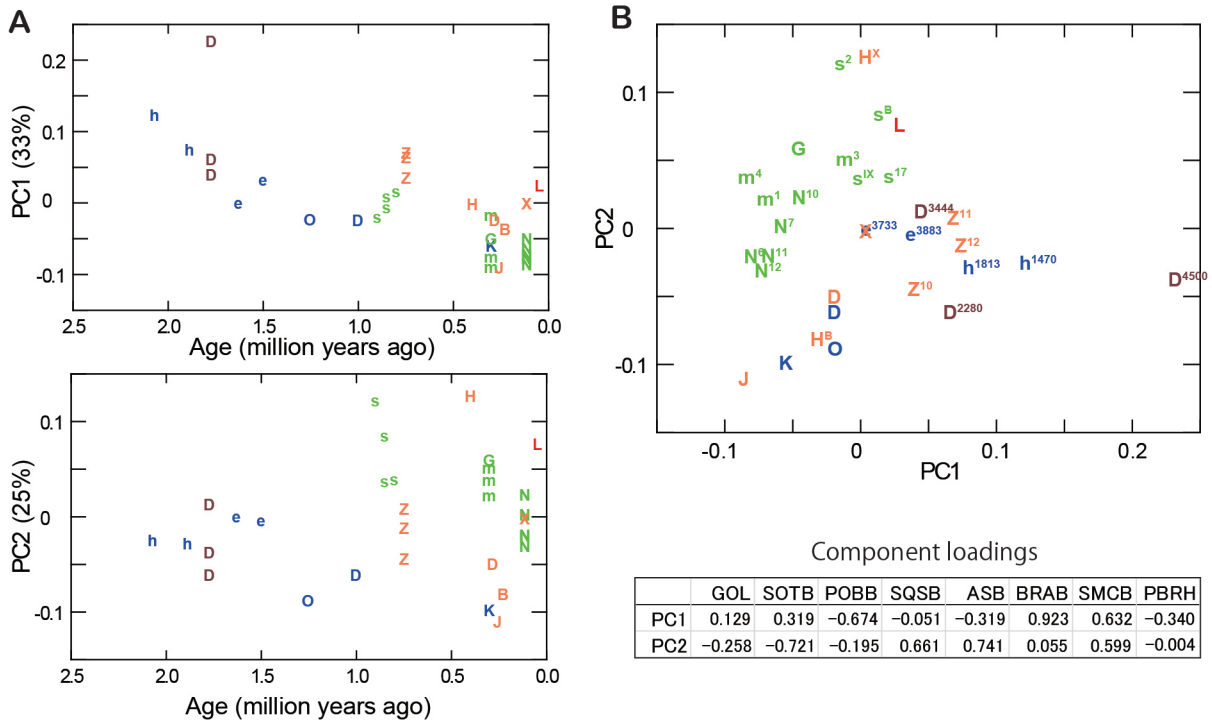 A
PC1 (33%)
0.2
0.1
0
-0.1
D
h
h
D
D
e
e
O
D
Z
Z
Z
s
s
s
s
H
m
D
B
G
K
m
m
J
L
X
N
N
N
N
N
2.5
2.0
1.5
1.0
0.5
0.0
Age (million years ago)
PC2 (25%)
0.1
0
-0.1
s
H
s
L
G
m
m
m
s s
N
N
X
N
N
D
Z
Z
Z
e
e
h
h
D
D
D
D
O
B
K
J
2.5
2.0
1.5
1.0
0.5
0.0
Age (million years ago)
B
PC2
0.1
0
-0.1
s2
HX
sB
L
G
m3
m4
sIX
s17
m1
N10
D3444
Z11
N7
X
e3733
e3883
Z12
N6 N11
N12
h1813
h1470
D4500
Z10
D
D
D2280
HB
O
K
J
-0.1
0
0.1
0.2
PC1
Component loadings
GOL SOTB POBB SQSB ASB BRAB SMCB PBRH
PC1 0.129 0.319 −0.674 −0.051 −0.319 0.923 0.632 −0.340
PC2 −0.258 −0.721 −0.195 0.661 0.741 0.055 0.599 −0.004